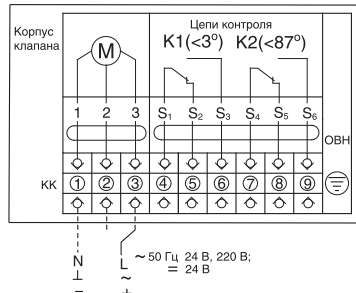 Корпус
клапана
Цепи контроля
K1(<3°) K2(<87°)
M
1 2 3 S1 S2 S3 S4 S5 S6
ОВН
КК 1 2 3 4 5 6 7 8 9
N L ~ 50 Гц 24 В, 220 В;
⊥ ~ = 24 В
– +